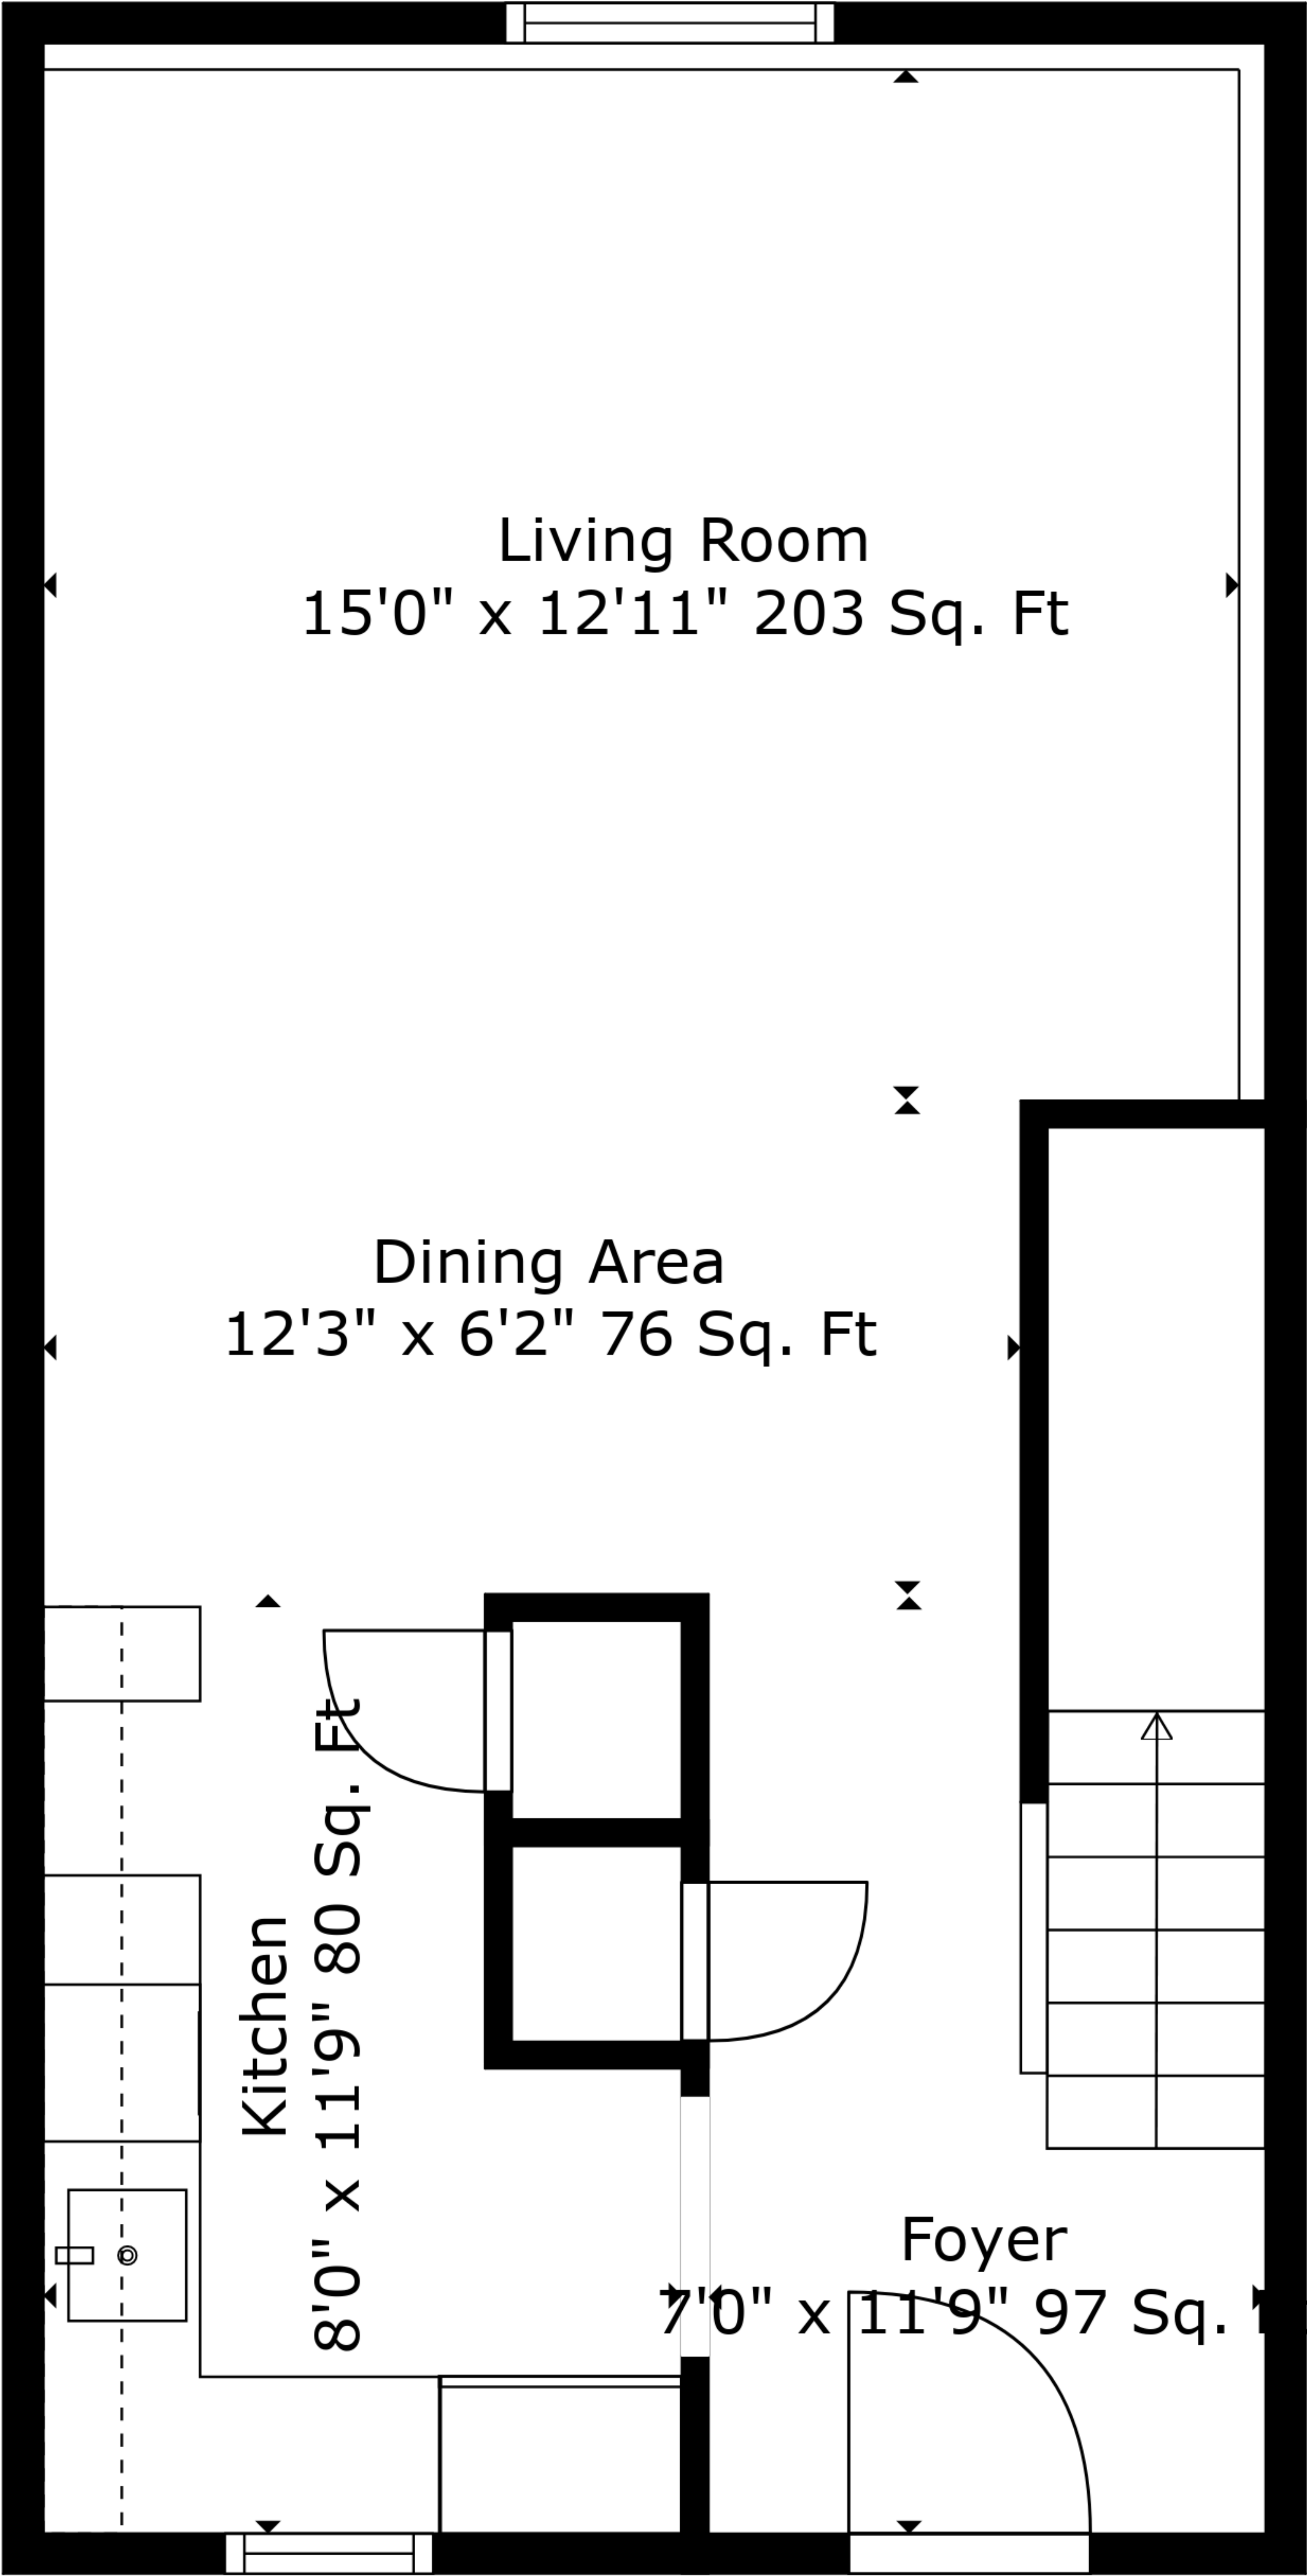 Living Room
15'0" x 12'11" 203 Sq. Ft
Dining Area
12'3" x 6'2" 76 Sq. Ft
Kitchen
8'0" x 11'9" 80 Sq. Ft
Foyer
7'0" x 11'9" 97 Sq.